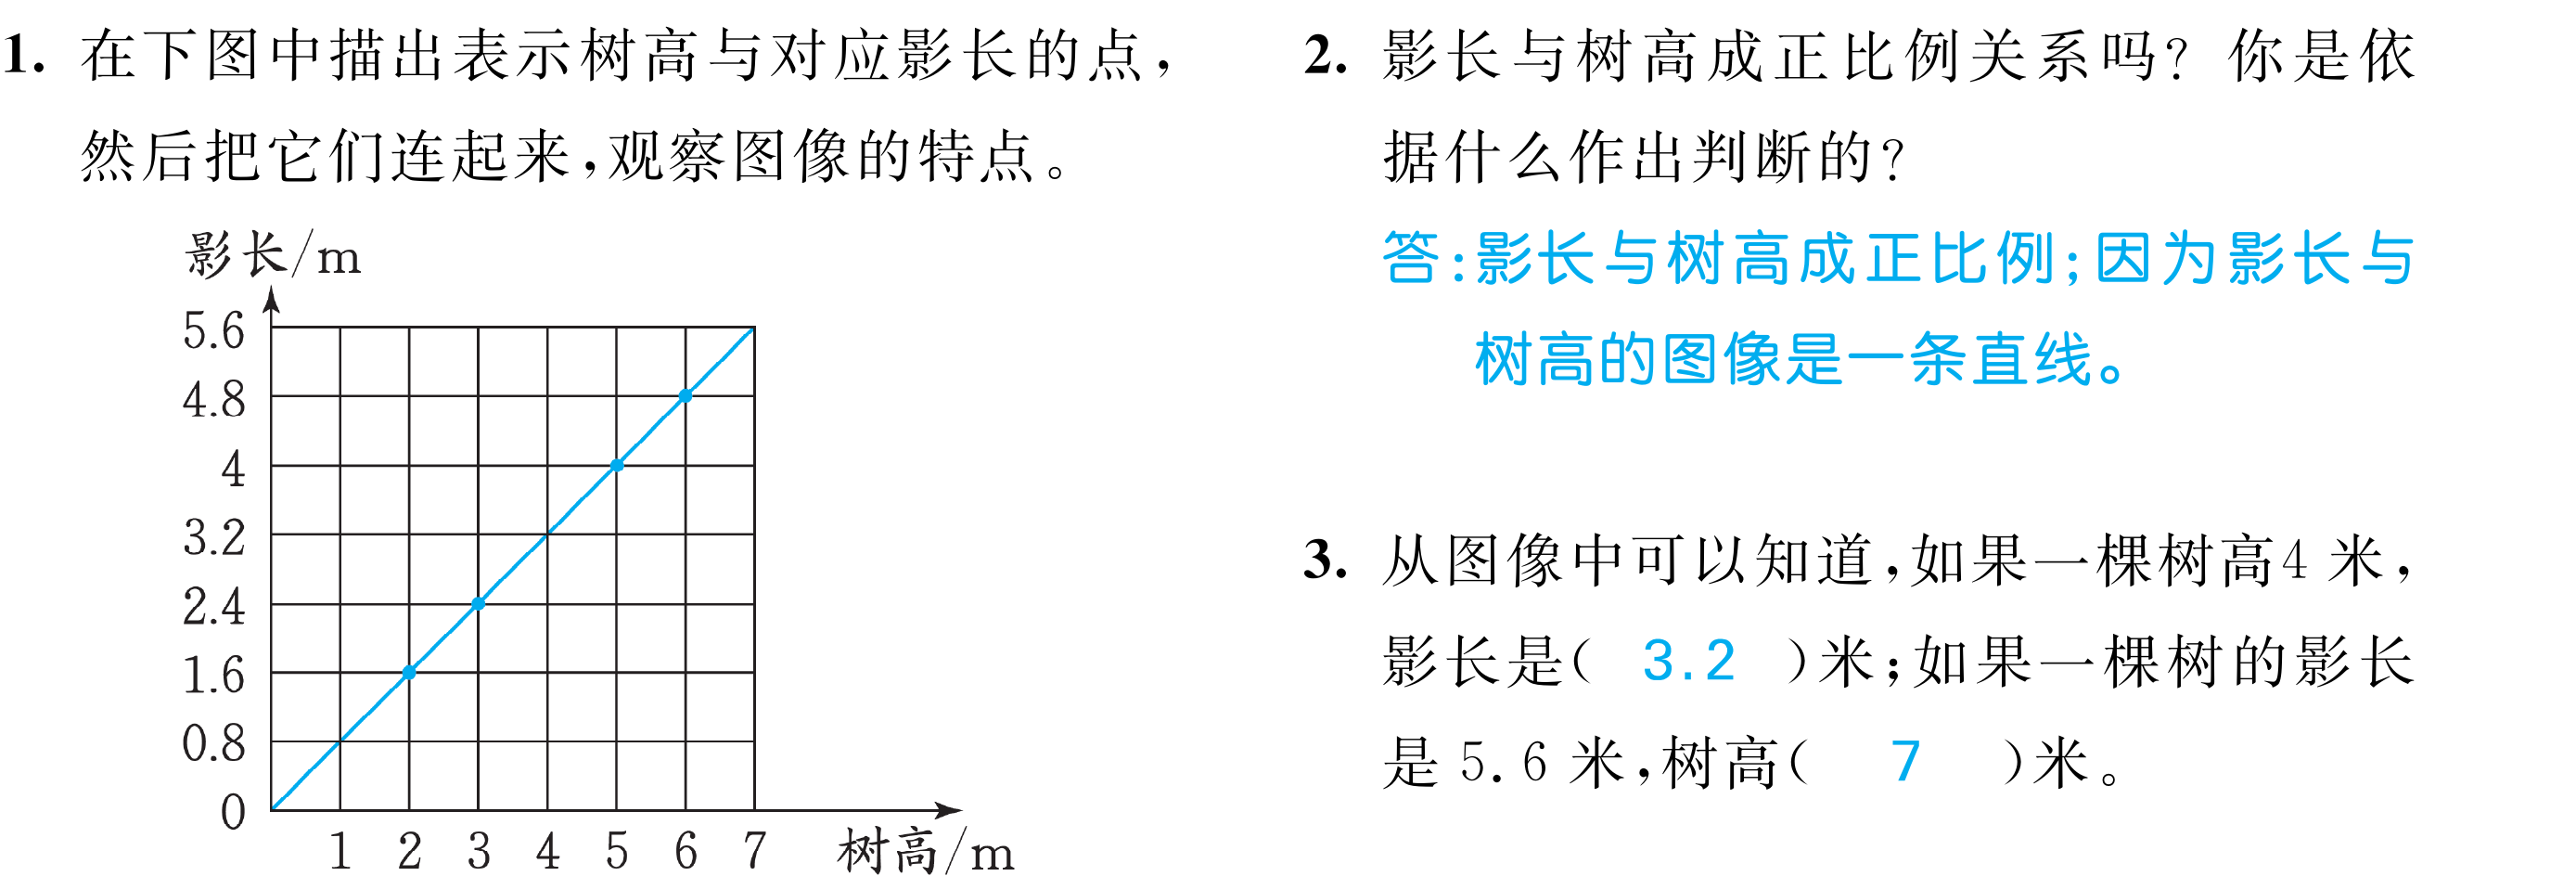 1. 在下图中描出表示树高与对应影长的点，
然后把它们连起来，观察图像的特点。
影长/m
5.6
4.8
4
3.2
2.4
1.6
0.8
0
1 2 3 4 5 6 7 树高/m
2. 影长与树高成正比例关系吗？你是依
据什么作出判断的？
答：影长与树高成正比例；因为影长与
树高的图像是一条直线。
3. 从图像中可以知道，如果一棵树高4 米，
影长是( 3.2 )米；如果一棵树的影长
是 5.6 米，树高( 7 )米。